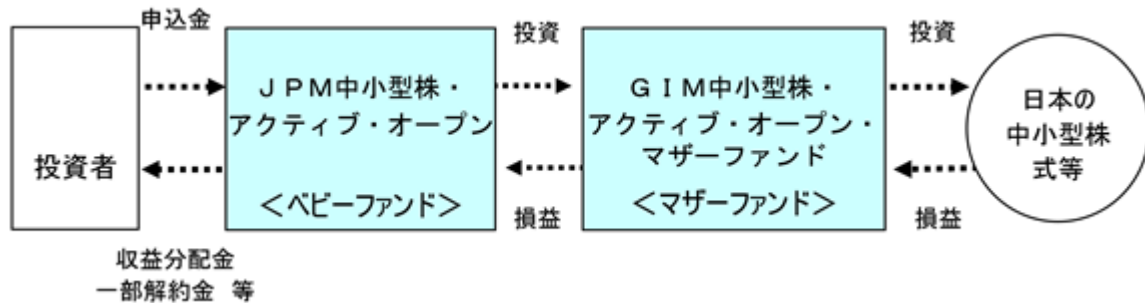 申込金
投資者
収益分配金
一部解約金 等
ＪＰＭ中小型株・
アクティブ・オープン
＜ベビーファンド＞
投資
損益
ＧＩＭ中小型株・
アクティブ・オープン・
マザーファンド
＜マザーファンド＞
投資
損益
日本の
中小型株
式等